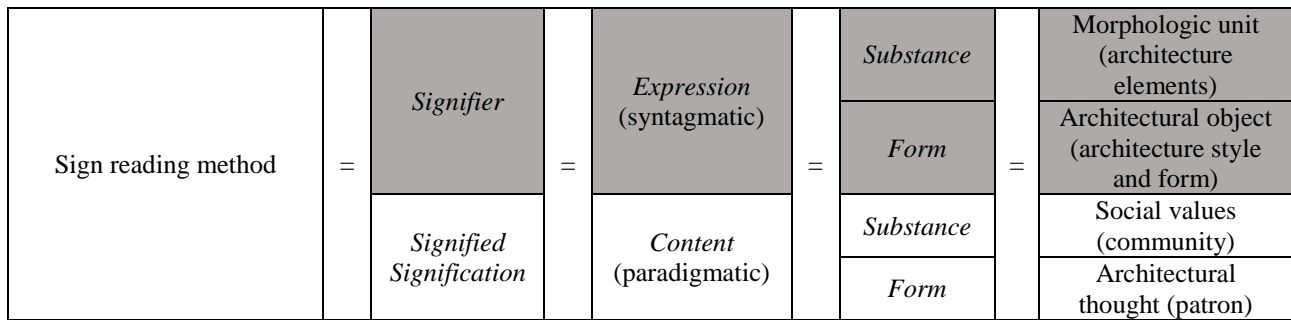 Sign reading method
=
Signifier
Signified
Signification
=
Expression
(syntagmatic)
Content
(paradigmatic)
=
Substance
Form
Substance
Form
=
Morphologic unit
(architecture
elements)
Architectural object
(architecture style
and form)
Social values
(community)
Architectural
thought (patron)